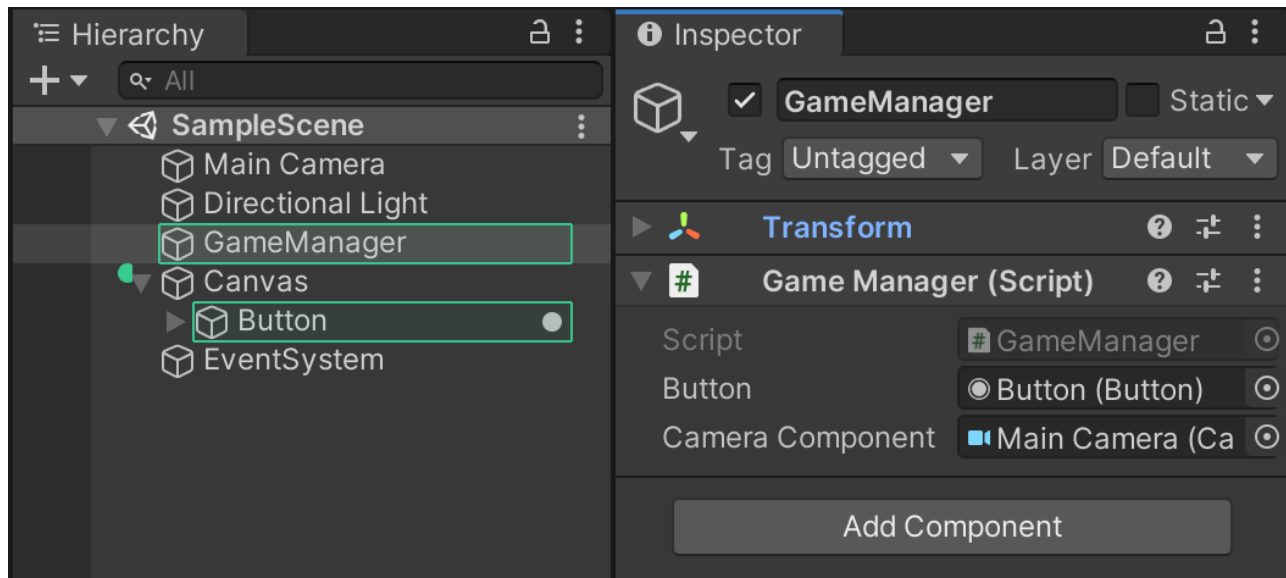 Hierarchy
All
SampleScene
Main Camera
Directional Light
GameManager
Canvas
Button
EventSystem
Inspector
GameManager
Static
Tag Untagged Layer Default
Transform
Game Manager (Script)
Script # GameManager
Button Button (Button)
Camera Component Main Camera (Ca
Add Component